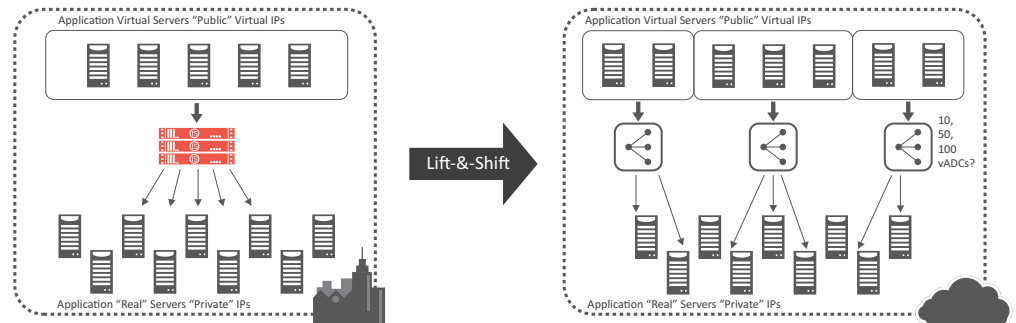 Application Virtual Servers “Public” Virtual IPs
Application “Real” Servers “Private” IPs
Lift-&-Shift
Application Virtual Servers “Public” Virtual IPs
10,
50,
100
vADCs?
Application “Real” Servers “Private” IPs